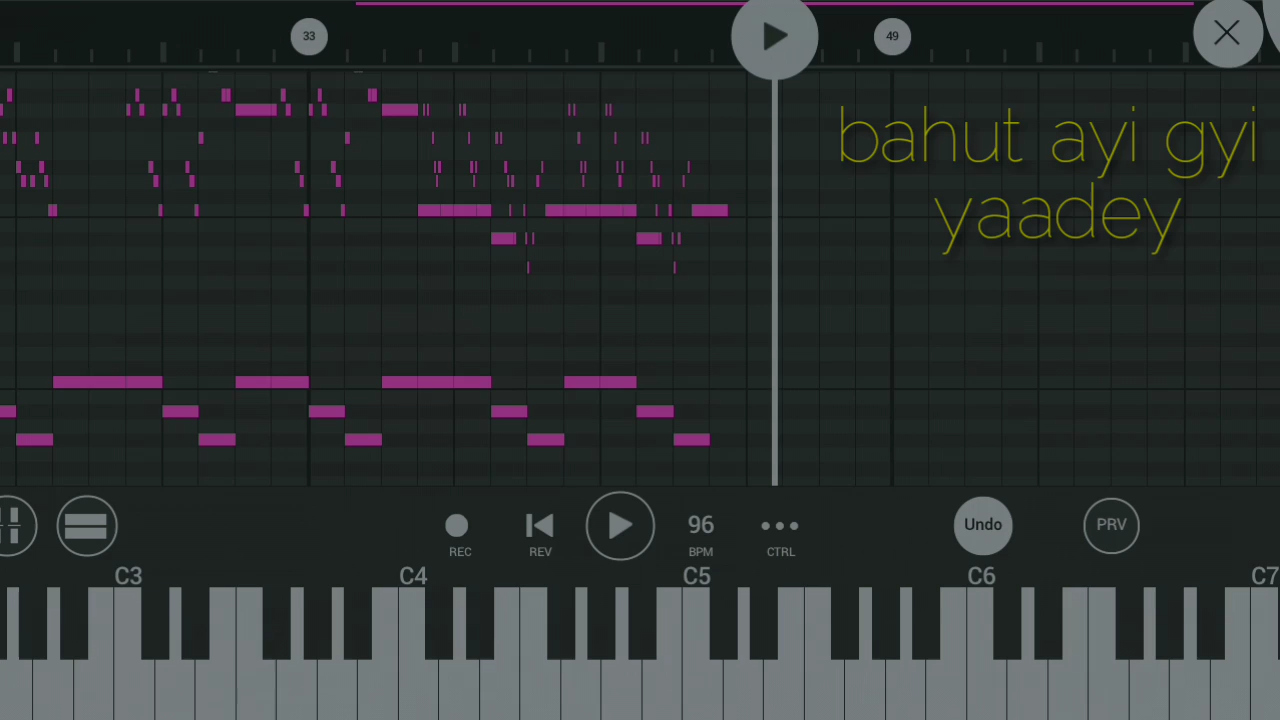 33
49
bahut ayi gyi
yaadey
96
Undo
PRV
REC
REV
BPM
CTRL
C3
C4
C5
C6
C7